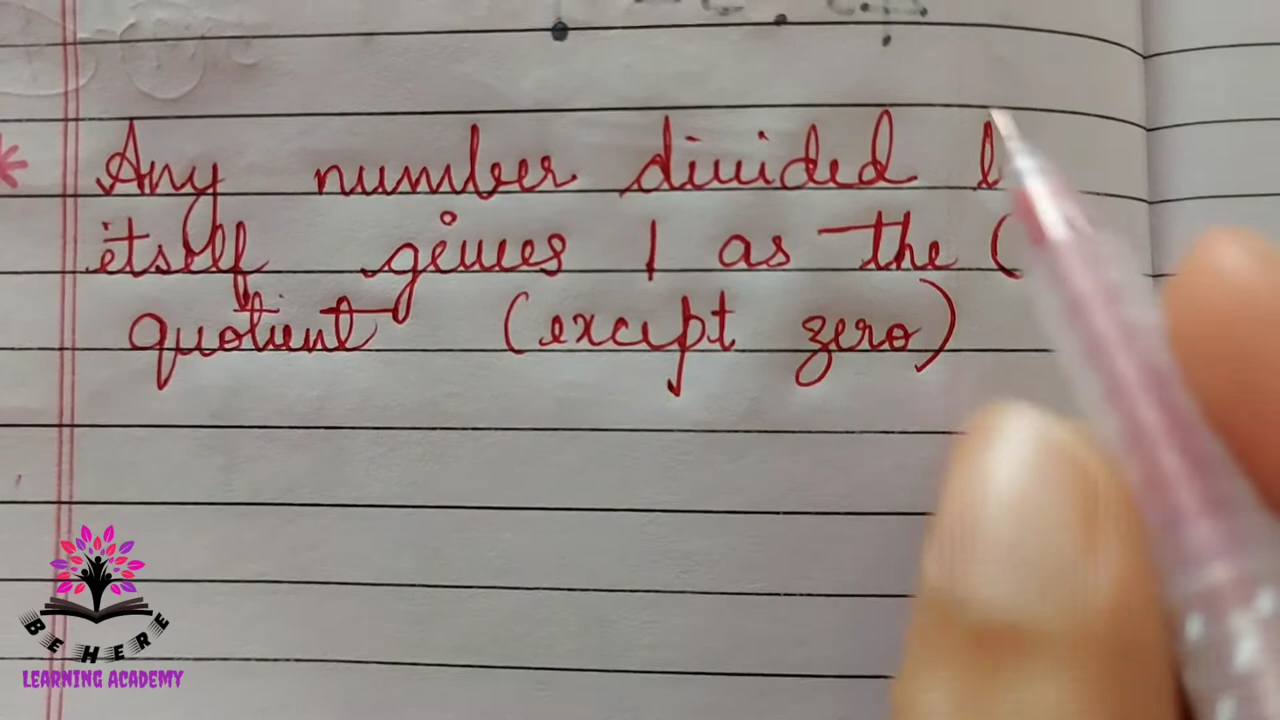 Any number divided
itself gives 1 as the (
quotient (except zero)
BE HERE
LEARNING ACADEMY